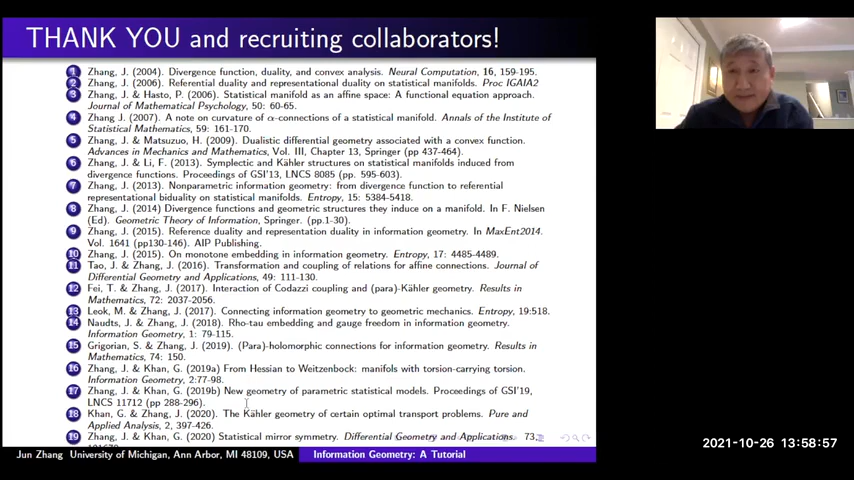 THANK YOU and recruiting collaborators!
1 Zhang, J. (2004). Divergence function, duality, and convex analysis. Neural Computation, 16, 159-195.
2 Zhang, J. (2006). Referential duality and representational duality on statistical manifolds. Proc IGAIA2
3 Zhang, J. & Hasto, P. (2006). Statistical manifold as an affine space: A functional equation approach.
Journal of Mathematical Psychology, 50: 60-65.
4 Zhang J. (2007). A note on curvature of α-connections of a statistical manifold. Annals of the Institute of
Statistical Mathematics, 59: 161-170.
5 Zhang, J. & Matsuzoe, H. (2009). Dualistic differential geometry associated with a convex function.
Advances in Mechanics and Mathematics, Vol. III, Chapter 13, Springer (pp 437-464).
6 Zhang, J. & Li, F. (2013). Symplectic and Kähler structures on statistical manifolds induced from
divergence functions. Proceedings of GSI'13, LNCS 8085 (pp. 595-603).
7 Zhang, J. (2013). Nonparametric information geometry: from divergence function to referential
representational biduality on statistical manifolds. Entropy, 15: 5384-5418.
8 Zhang, J. (2014) Divergence functions and geometric structures they induce on a manifold. In F. Nielsen
(Ed). Geometric Theory of Information, Springer. (pp.1-30).
9 Zhang, J. (2015). Reference duality and representation duality in information geometry. In MaxEnt2014.
Vol. 1641 (pp130-146). AIP Publishing.
10 Zhang, J. (2015). On monotone embedding in information geometry. Entropy, 17: 4485-4489.
11 Tao, J. & Zhang, J. (2016). Transformation and coupling of relations for affine connections. Journal of
Differential Geometry and Applications, 49: 111-130.
12 Fei, T. & Zhang, J. (2017). Interaction of Codazzi coupling and (para)-Kähler geometry. Results in
Mathematics, 72: 2037-2056.
13 Leok, M. & Zhang, J. (2017). Connecting information geometry to geometric mechanics. Entropy, 19:518.
14 Naudts, J. & Zhang, J. (2018). Rho-tau embedding and gauge freedom in information geometry.
Information Geometry, 1: 79-115.
15 Grigorian, S. & Zhang, J. (2019). (Para)-holomorphic connections for information geometry. Results in
Mathematics, 74: 150.
16 Zhang, J. & Khan, G. (2019a) From Hessian to Weitzenbock: manifols with torsion-carrying torsion.
Information Geometry, 2:77-98.
17 Zhang, J. & Khan, G. (2019b) New geometry of parametric statistical models. Proceedings of GSI'19,
LNCS 11712 (pp 288-296).
18 Khan, G. & Zhang, J. (2020). The Kähler geometry of certain optimal transport problems. Pure and
Applied Analysis, 2, 397-426.
19 Zhang, J. & Khan, G. (2020) Statistical mirror symmetry. Differential Geometry and Applications. 73,
Jun Zhang University of Michigan, Ann Arbor, MI 48109, USA
Information Geometry: A Tutorial
2021-10-26 13:58:57